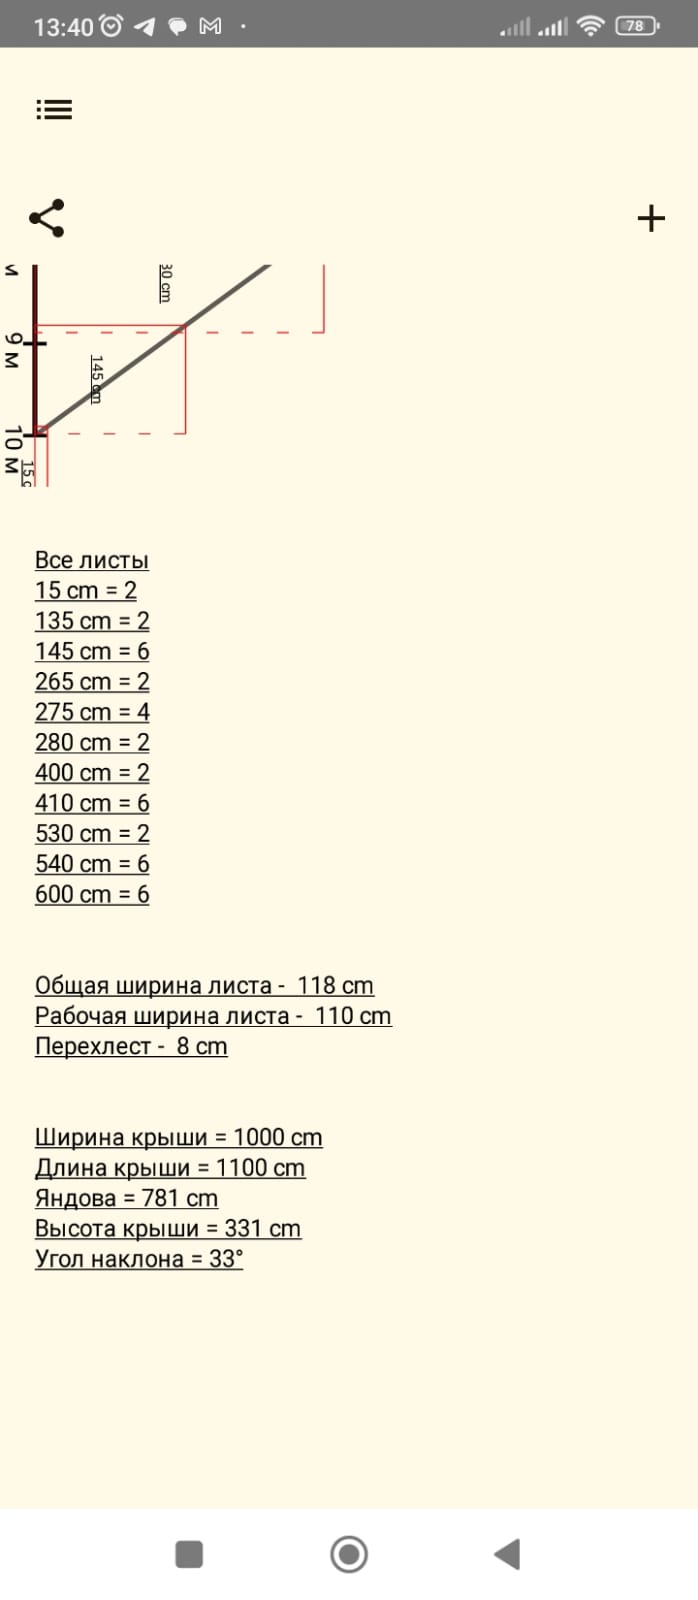 13:40
78
30 cm
м
9 м
145 cm
10 м
15 c
Все листы
15 cm = 2
135 cm = 2
145 cm = 6
265 cm = 2
275 cm = 4
280 cm = 2
400 cm = 2
410 cm = 6
530 cm = 2
540 cm = 6
600 cm = 6
Общая ширина листа - 118 cm
Рабочая ширина листа - 110 cm
Перехлест - 8 cm
Ширина крыши = 1000 cm
Длина крыши = 1100 cm
Яндова = 781 cm
Высота крыши = 331 cm
Угол наклона = 33°